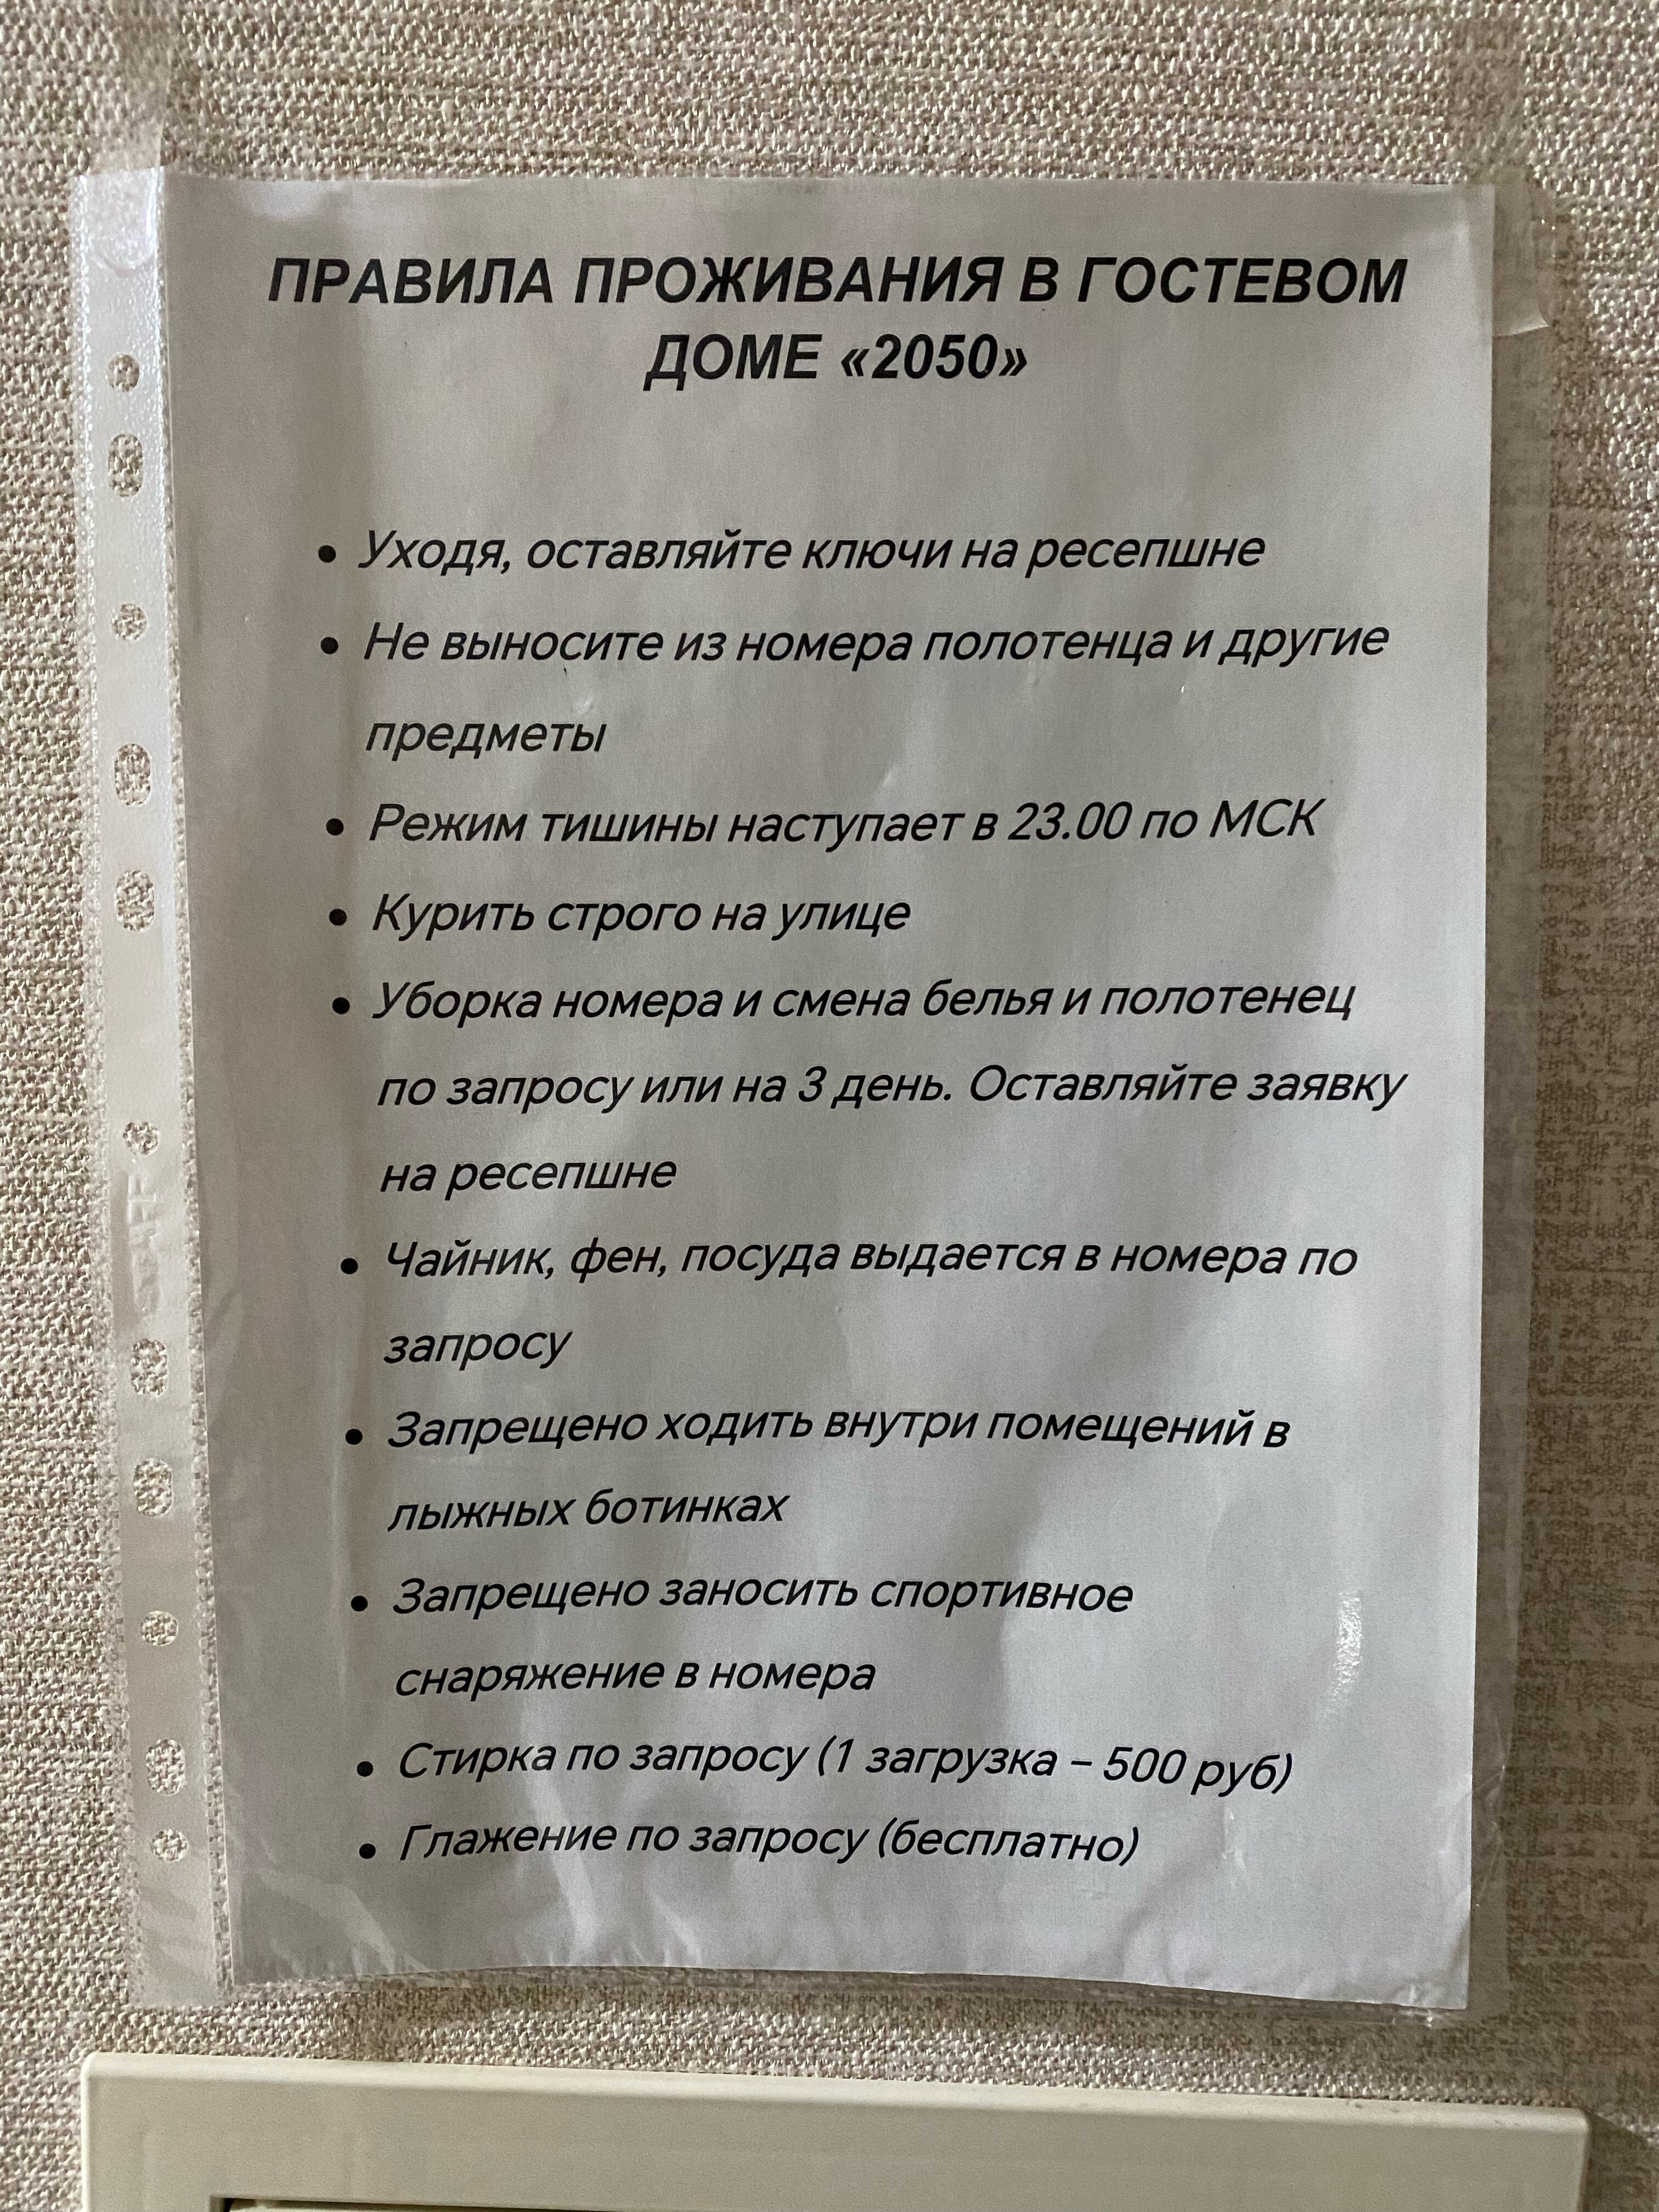 ПРАВИЛА ПРОЖИВАНИЯ В ГОСТЕВОМ
ДОМЕ «2050»
• Уходя, оставляйте ключи на ресепшне
• Не выносите из номера полотенца и другие
предметы
• Режим тишины наступает в 23.00 по МСК
• Курить строго на улице
• Уборка номера и смена белья и полотенец
по запросу или на 3 день. Оставляйте заявку
на ресепшне
• Чайник, фен, посуда выдается в номера по
запросу
• Запрещено ходить внутри помещений в
лыжных ботинках
• Запрещено заносить спортивное
снаряжение в номера
• Стирка по запросу (1 загрузка – 500 руб)
• Глажение по запросу (бесплатно)